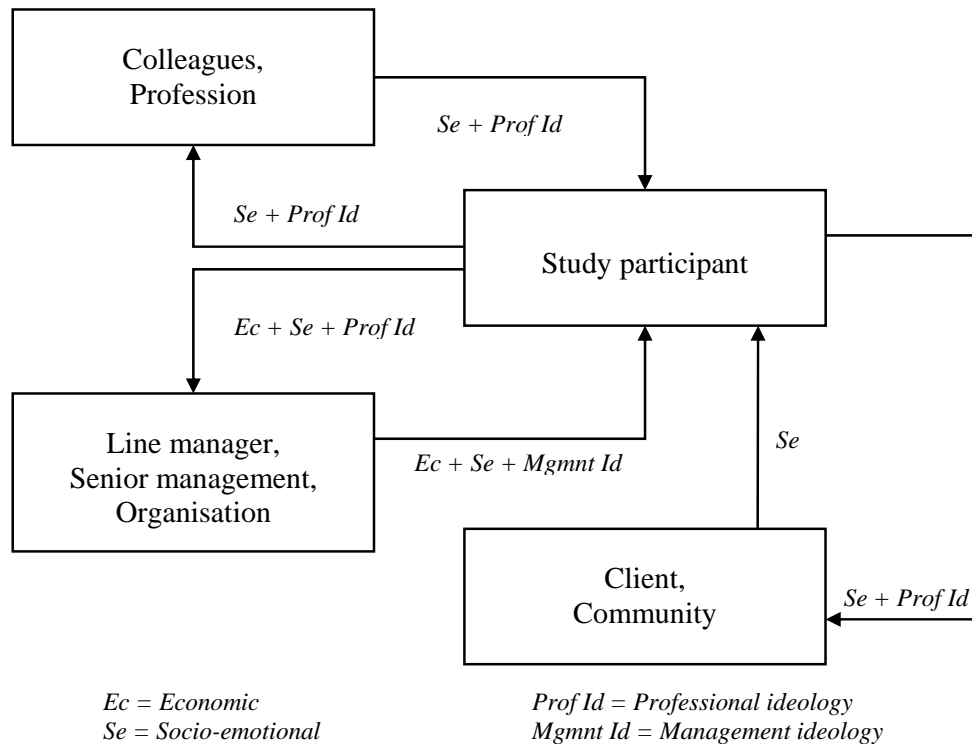 Colleagues,
Profession
Se + Prof Id
Se + Prof Id
Study participant
Ec + Se + Prof Id
Line manager,
Senior management,
Organisation
Ec + Se + Mgmnt Id
Se
Client,
Community
Se + Prof Id
Ec = Economic
Se = Socio-emotional
Prof Id = Professional ideology
Mgmnt Id = Management ideology